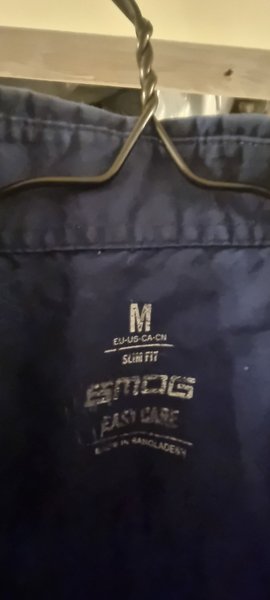 M
EU-US-CA-CN
SLIM FIT
SMOG
EASY CARE
MADE IN BANGLADESH